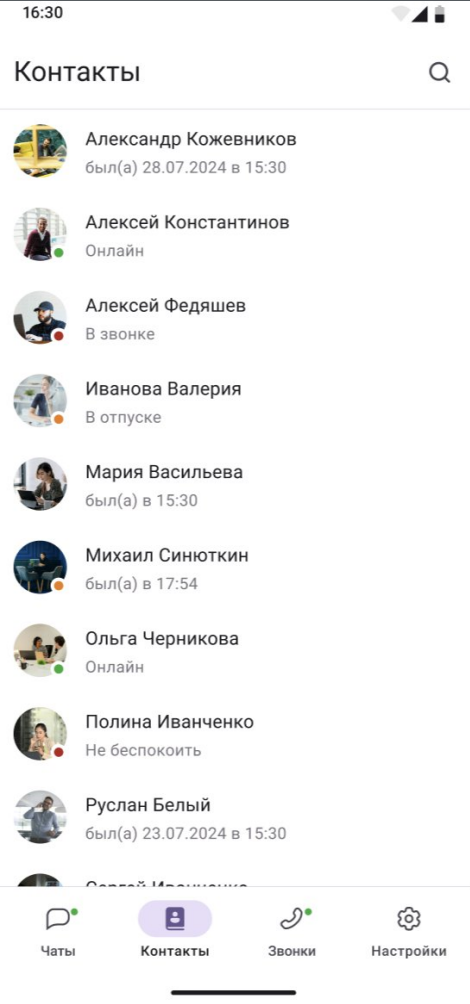 16:30
Контакты
Александр Кожевников
был(а) 28.07.2024 в 15:30
Алексей Константинов
Онлайн
Алексей Федяшев
В звонке
Иванова Валерия
В отпуске
Мария Васильева
был(а) в 15:30
Михаил Синюткин
был(а) в 17:54
Ольга Черникова
Онлайн
Полина Иванченко
Не беспокоить
Руслан Белый
был(а) 23.07.2024 в 15:30
Сергей Иванченко
Чаты
Контакты
Звонки
Настройки